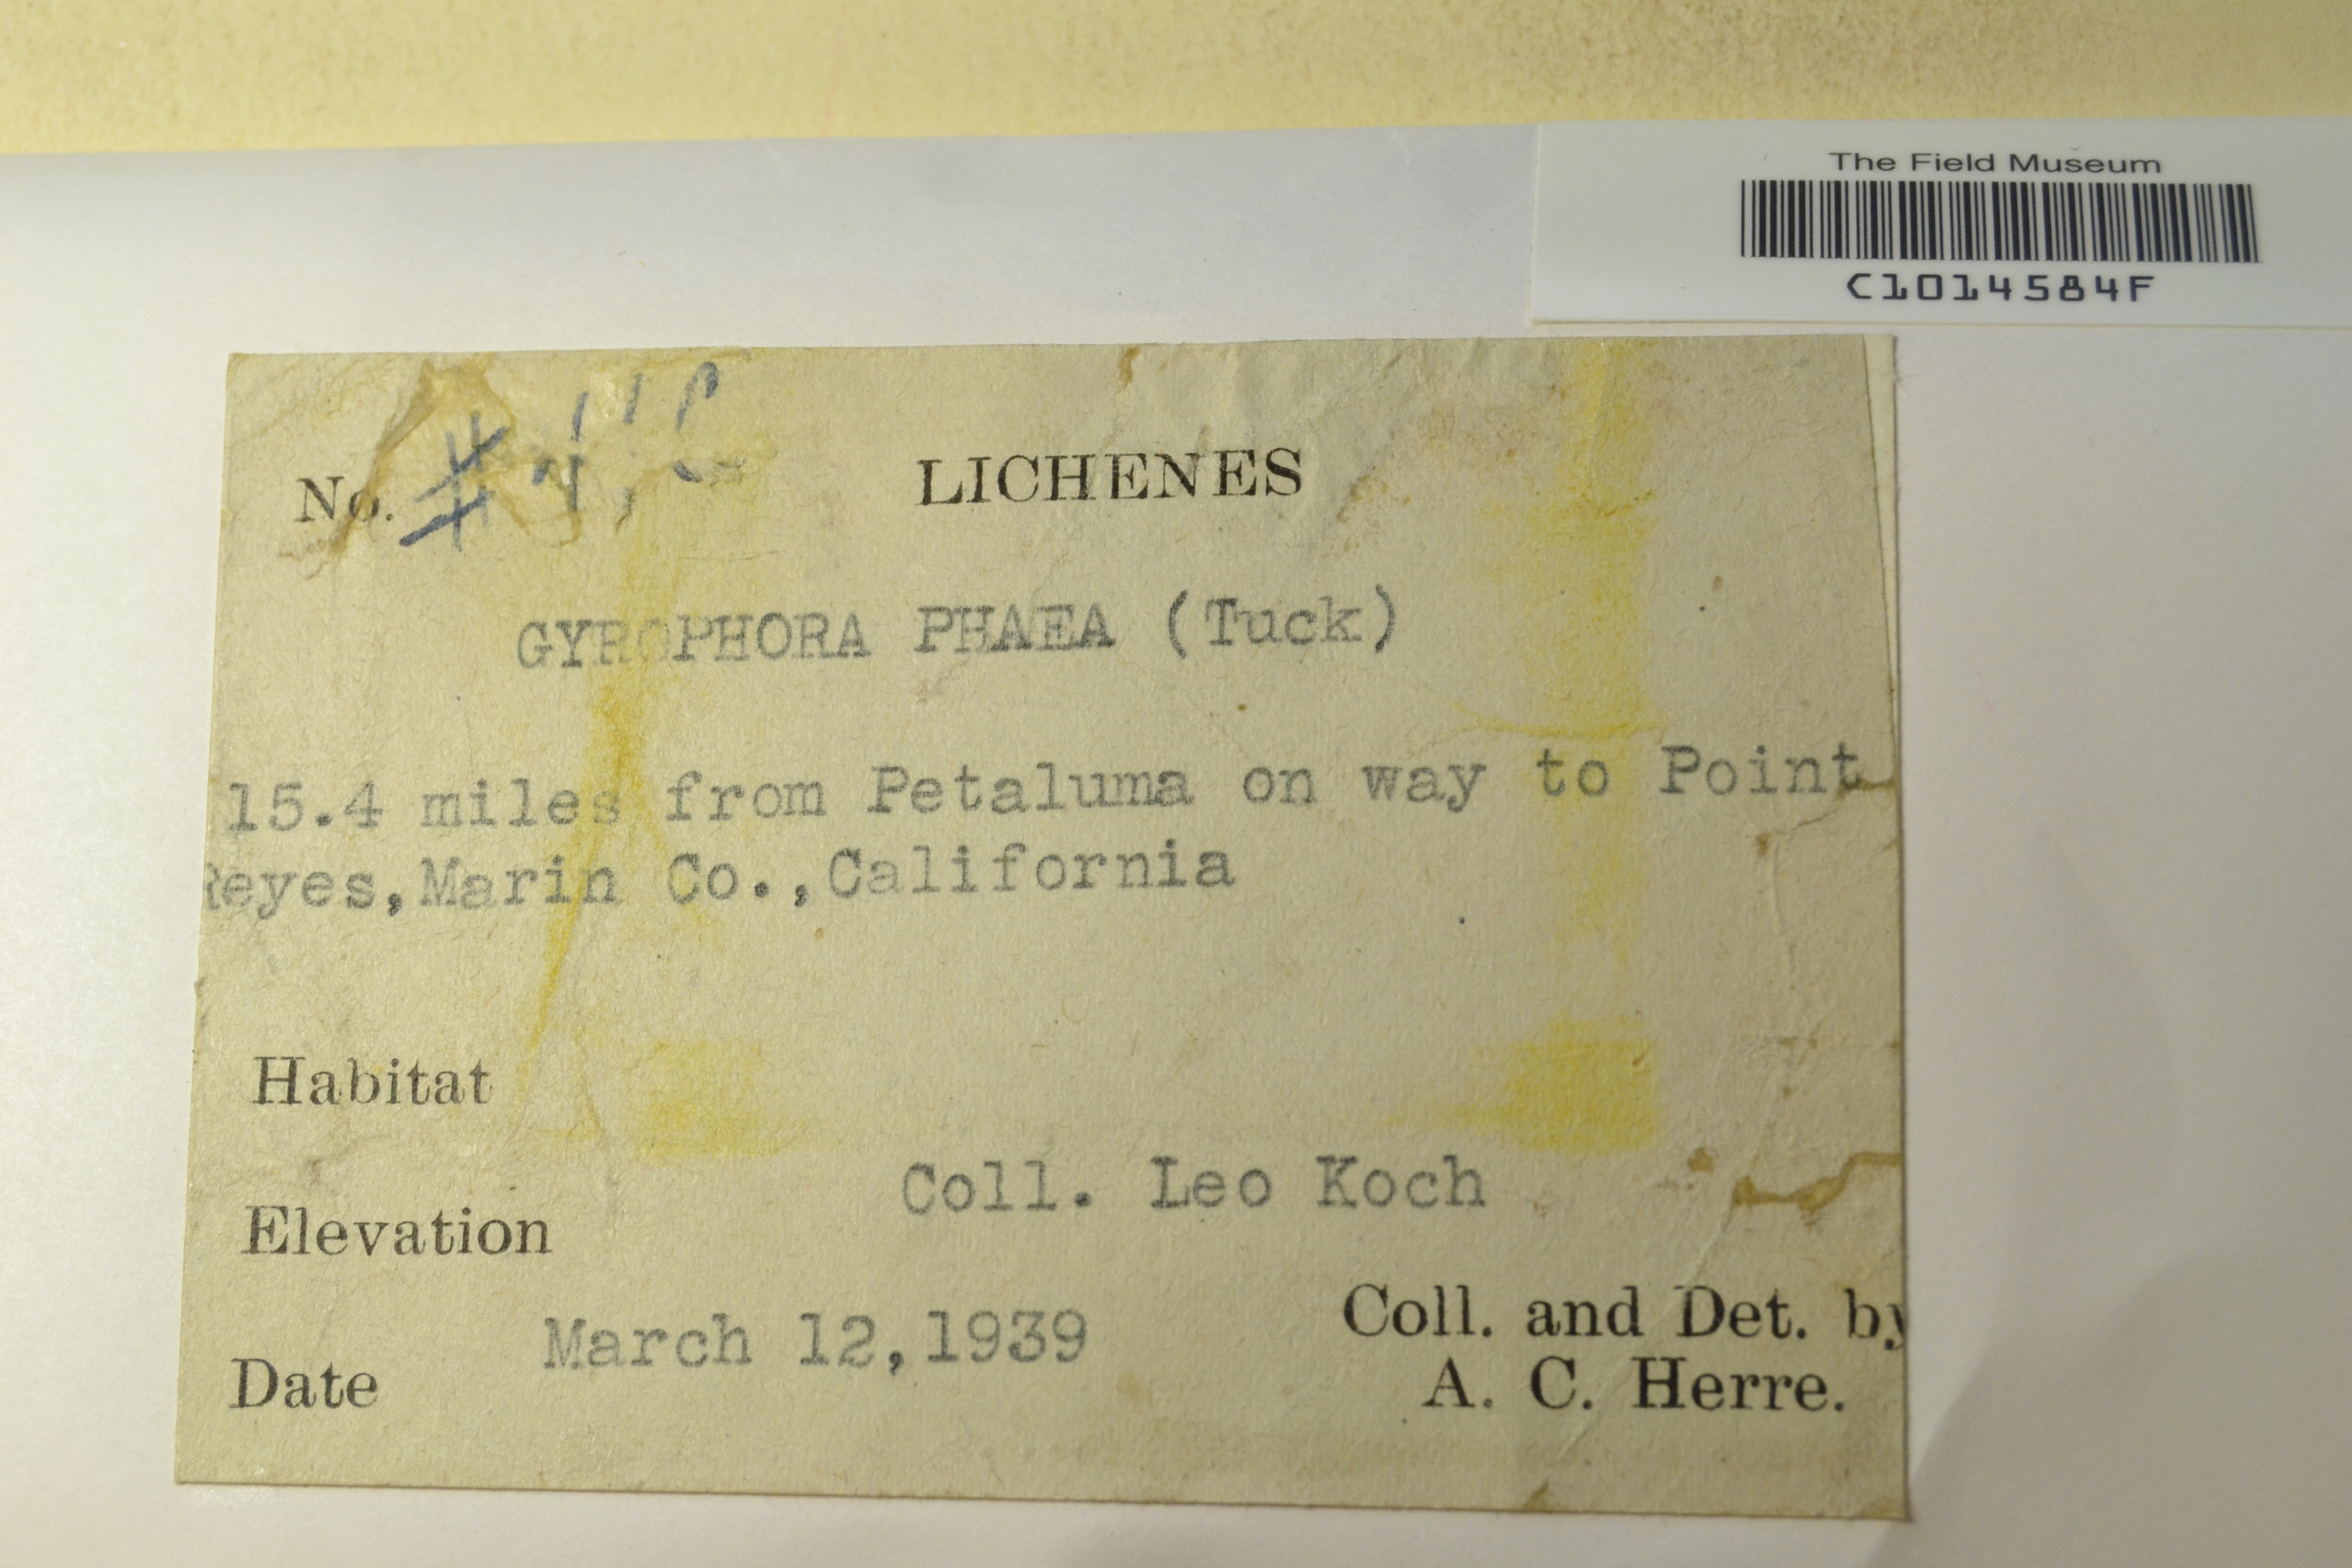 The Field Museum
C1014584F
No. #
LICHENES
GYROPHORA PHAEA (Tuck)
15.4 miles from Petaluma on way to Point
Reyes, Marin Co., California
Habitat
Coll. Leo Koch
Elevation
Coll. and Det. by
March 12, 1939
Date
A. C. Herre.